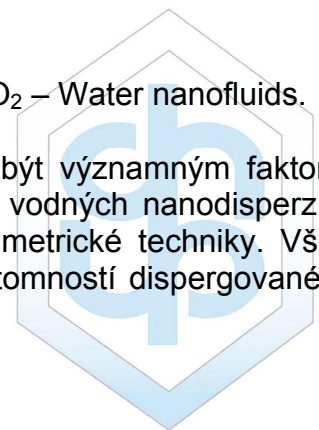 O₂ – Water nanofluids.
být významným faktor
vodných nanodisperz
metrické techniky. Vš
tomností dispergované